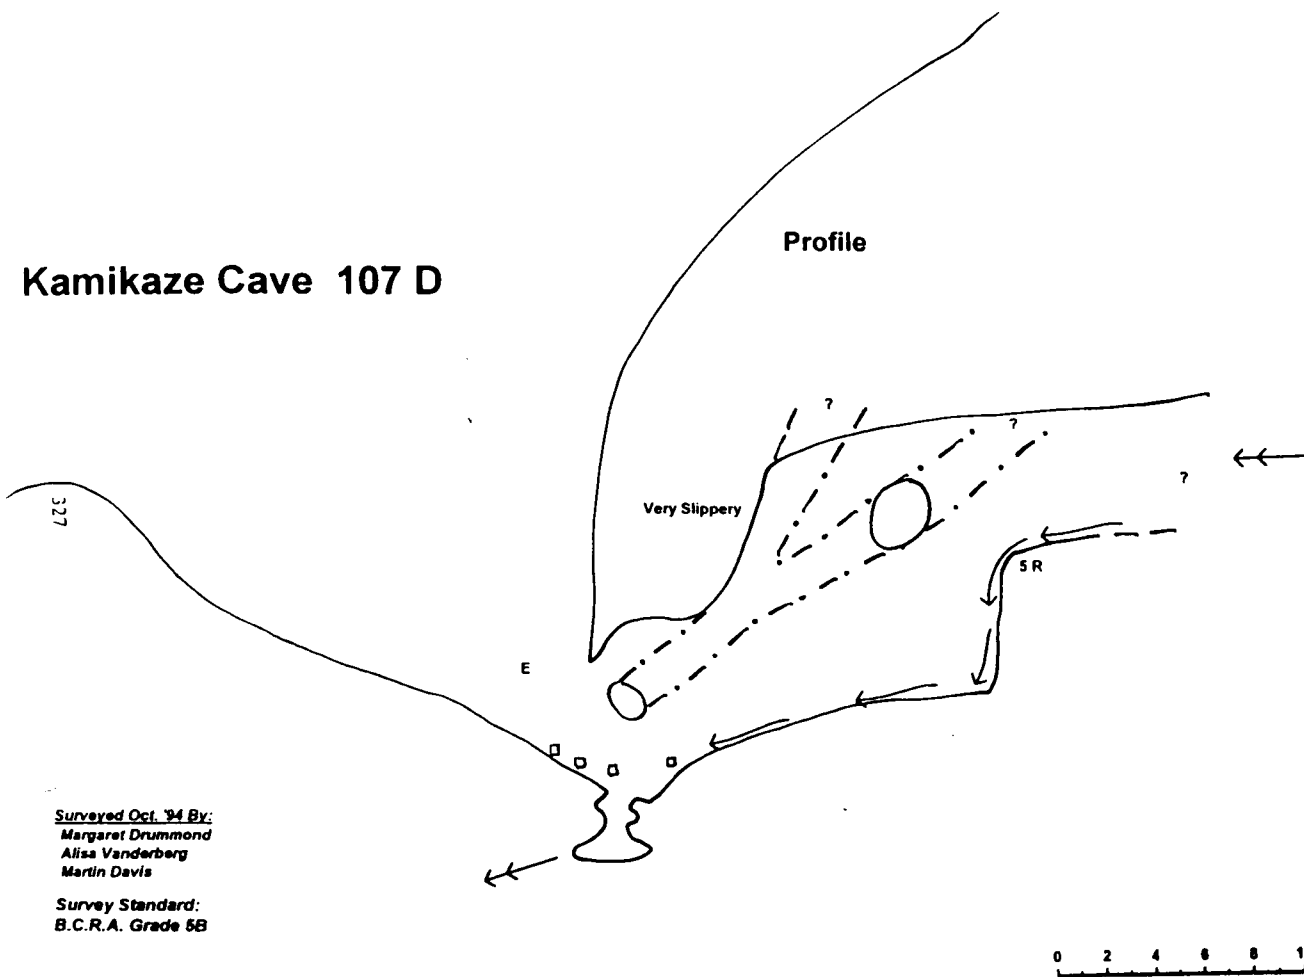 Profile
Kamikaze Cave 107 D
?
?
?
327
Very Slippery
5 R
E
Surveyed Oct. '94 By:
Margaret Drummond
Alisa Vanderberg
Martin Davis
Survey Standard:
B.C.R.A. Grade 5B
0 2 4 6 8